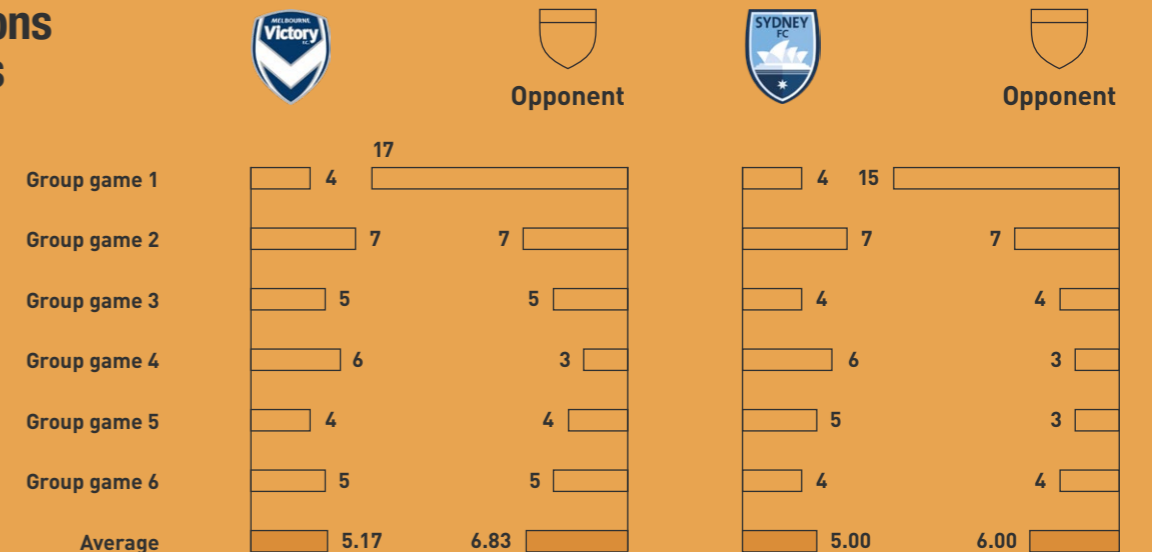 ons
s
MELBOURNE
Victory
F.C.
Opponent
SYDNEY
FC
Opponent
17
Group game 1 4 4 15
Group game 2 7 7 7 7
Group game 3 5 5 4 4
Group game 4 6 3 6 3
Group game 5 4 4 5 3
Group game 6 5 5 4 4
Average 5.17 6.83 5.00 6.00